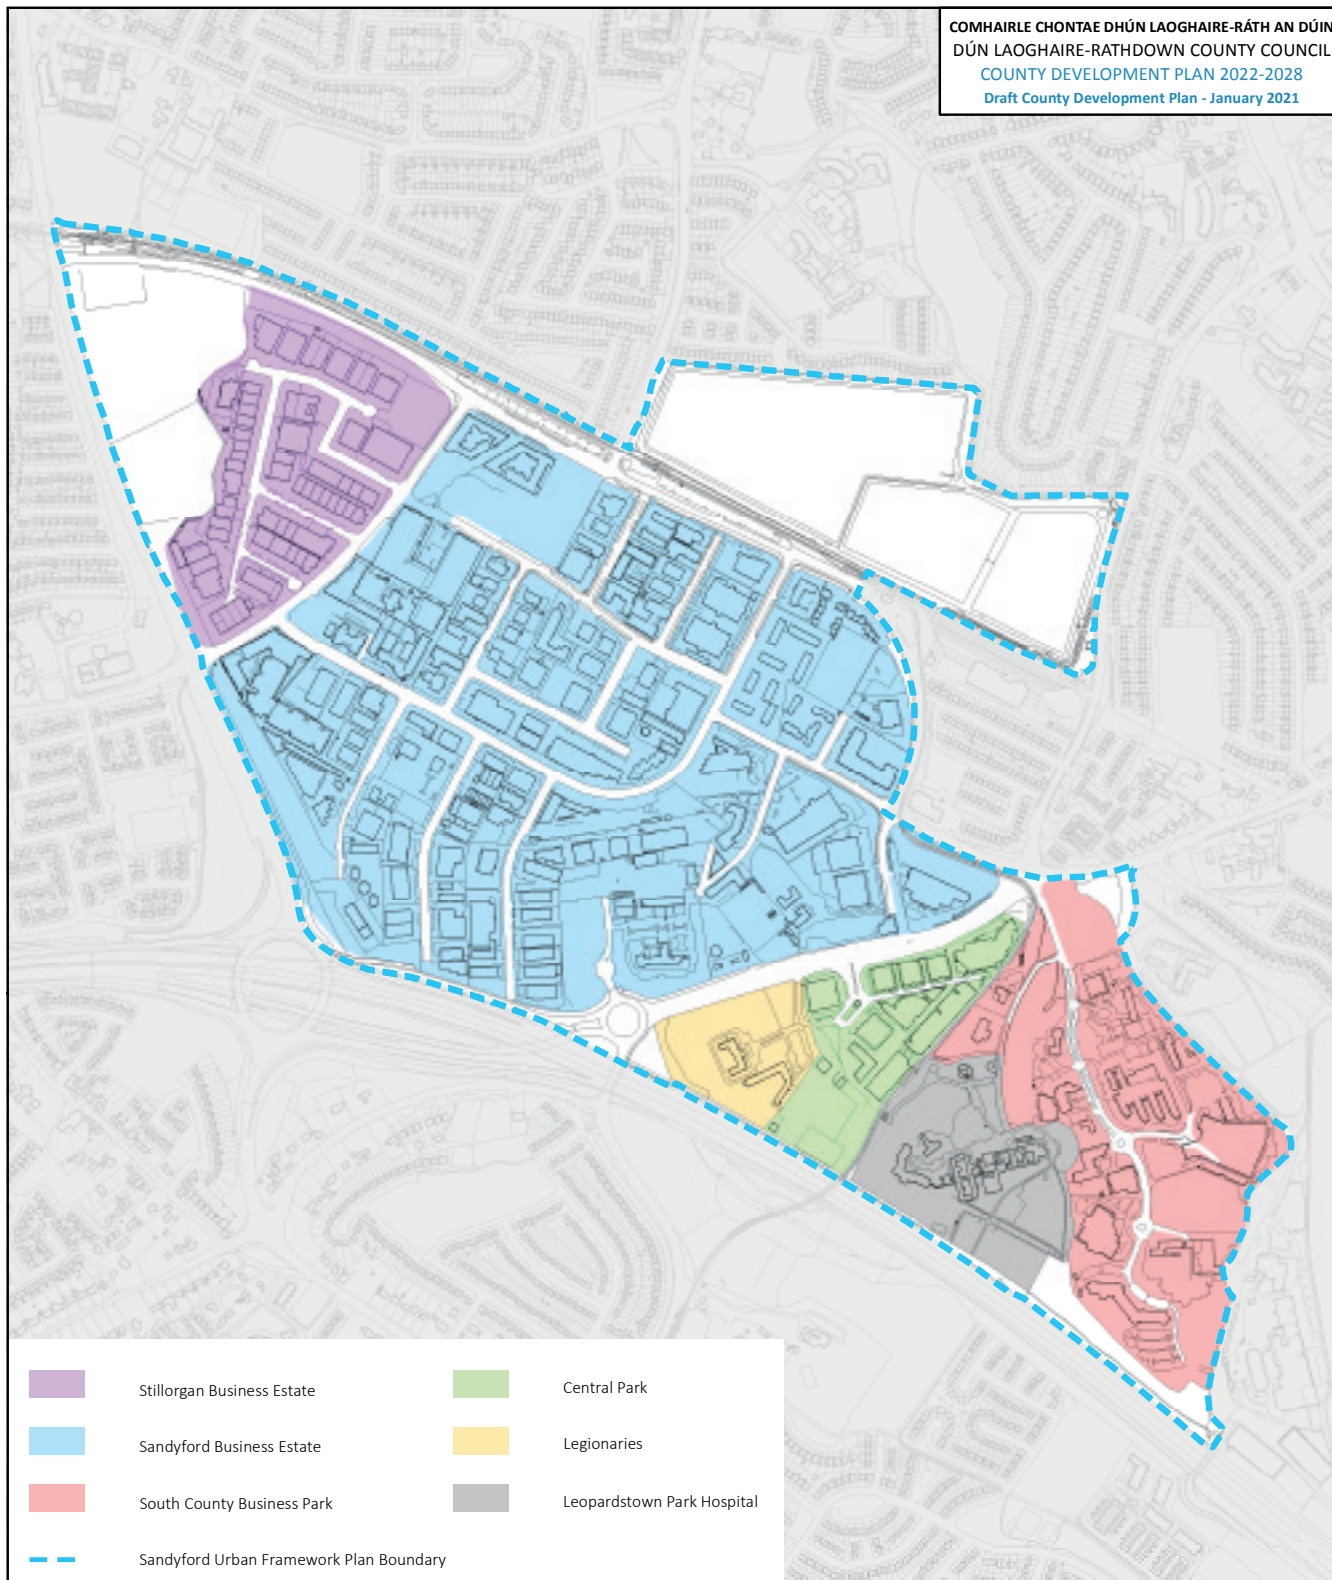 COMHAIRLE CHONTAE DHÚN LAOGHAIRE-RÁTH AN DÚIN
DÚN LAOGHAIRE-RATHDOWN COUNTY COUNCIL
COUNTY DEVELOPMENT PLAN 2022-2028
Draft County Development Plan - January 2021
Stillorgan Business Estate
Sandyford Business Estate
South County Business Park
Sandyford Urban Framework Plan Boundary
Central Park
Legionaries
Leopardstown Park Hospital